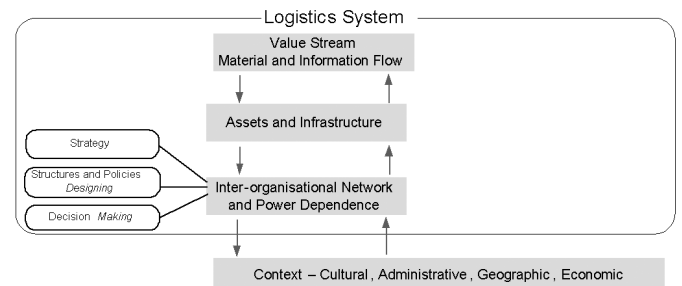 Logistics System
Value Stream
Material and Information Flow
Assets and Infrastructure
Strategy
Structures and Policies
Designing
Decision Making
Inter-organisational Network
and Power Dependence
Context – Cultural , Administrative , Geographic , Economic